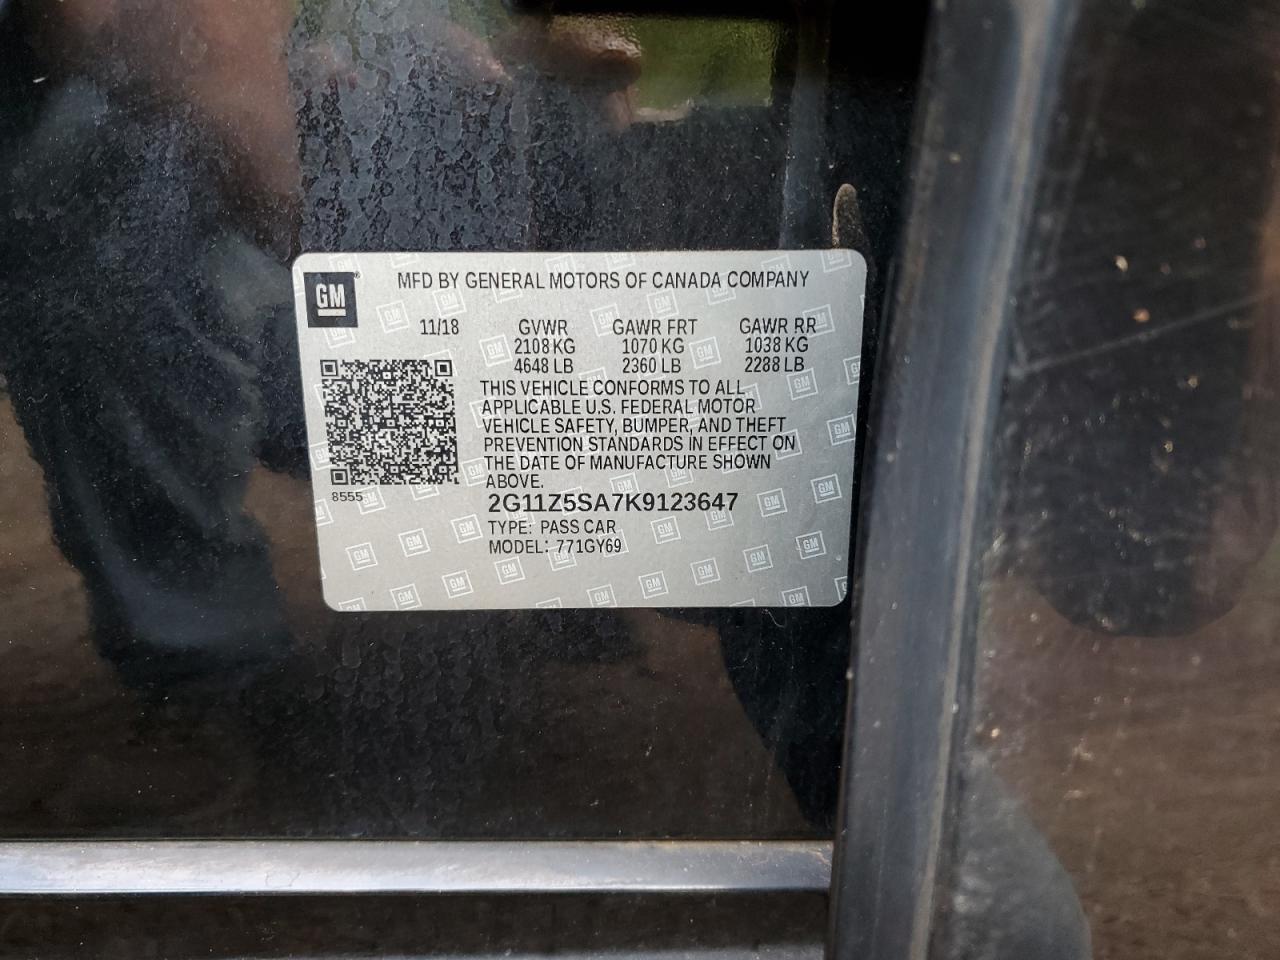 GM
MFD BY GENERAL MOTORS OF CANADA COMPANY
11/18 GVWR GAWR FRT GAWR RR
2108 KG 1070 KG 1038 KG
4648 LB 2360 LB 2288 LB
THIS VEHICLE CONFORMS TO ALL
APPLICABLE U.S. FEDERAL MOTOR
VEHICLE SAFETY, BUMPER, AND THEFT
PREVENTION STANDARDS IN EFFECT ON
THE DATE OF MANUFACTURE SHOWN
ABOVE.
8555
2G11Z5SA7K9123647
TYPE: PASS CAR
MODEL: 771GY69